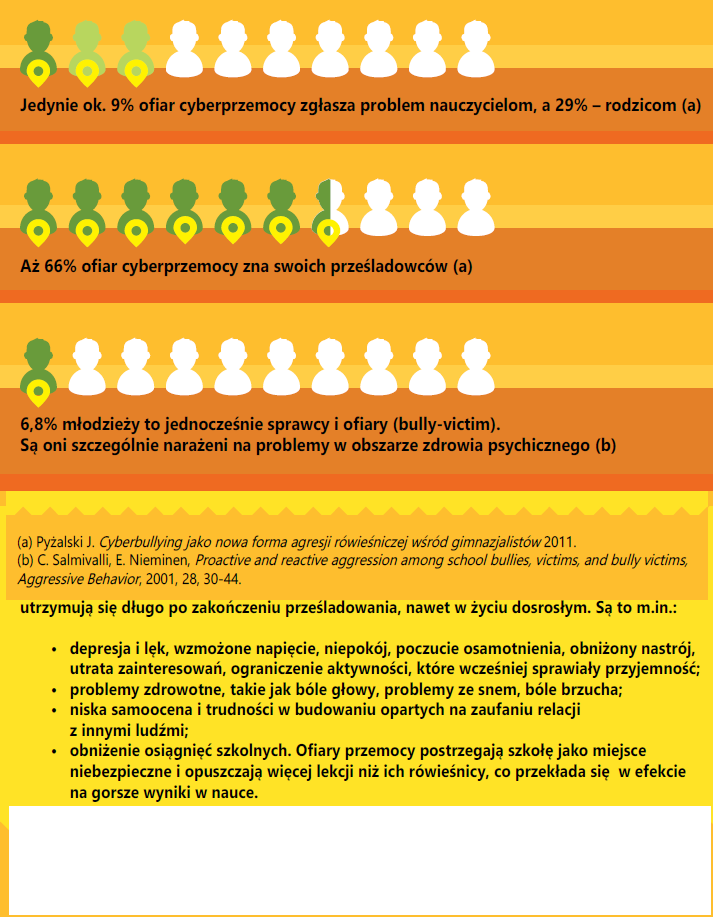 Jedynie ok. 9% ofiar cyberprzemocy zgłasza problem nauczycielom, a 29% – rodzicom (a)
Aż 66% ofiar cyberprzemocy zna swoich prześladowców (a)
6,8% młodzieży to jednocześnie sprawcy i ofiary (bully-victim).
Są oni szczególnie narażeni na problemy w obszarze zdrowia psychicznego (b)
(a) Pyżalski J. Cyberbullying jako nowa forma agresji rówieśniczej wśród gimnazjalistów 2011.
(b) C. Salmivalli, E. Nieminen, Proactive and reactive aggression among school bullies, victims, and bully victims,
Aggressive Behavior, 2001, 28, 30-44.
utrzymują się długo po zakończeniu prześladowania, nawet w życiu dosrosłym. Są to m.in.:
• depresja i lęk, wzmożone napięcie, niepokój, poczucie osamotnienia, obniżony nastrój,
utrata zainteresowań, ograniczenie aktywności, które wcześniej sprawiały przyjemność;
• problemy zdrowotne, takie jak bóle głowy, problemy ze snem, bóle brzucha;
• niska samoocena i trudności w budowaniu opartych na zaufaniu relacji
z innymi ludźmi;
• obniżenie osiągnięć szkolnych. Ofiary przemocy postrzegają szkołę jako miejsce
niebezpieczne i opuszczają więcej lekcji niż ich rówieśnicy, co przekłada się w efekcie
na gorsze wyniki w nauce.